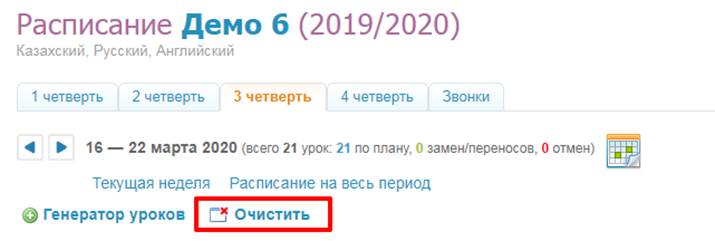 Расписание Демо 6 (2019/2020)
Казахский, Русский, Английский
1 четверть 2 четверть 3 четверть 4 четверть Звонки
16 — 22 марта 2020 (всего 21 урок: 21 по плану, 0 замен/переносов, 0 отмен)
Текущая неделя Расписание на весь период
Генератор уроков Очистить